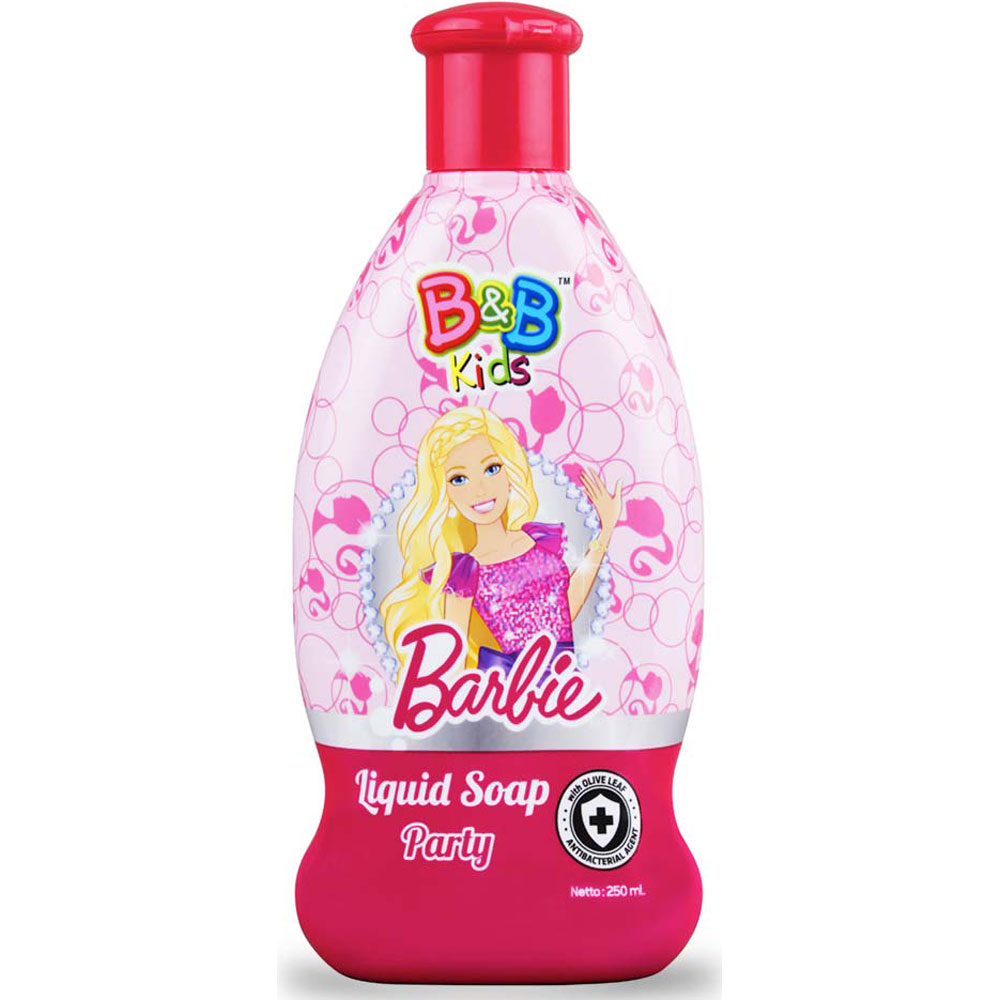 B&B™
Kids
Barbie
Liquid Soap
Party
with OLIVE LEAF
ANTIBACTERIAL AGENT
Netto : 250 ml.